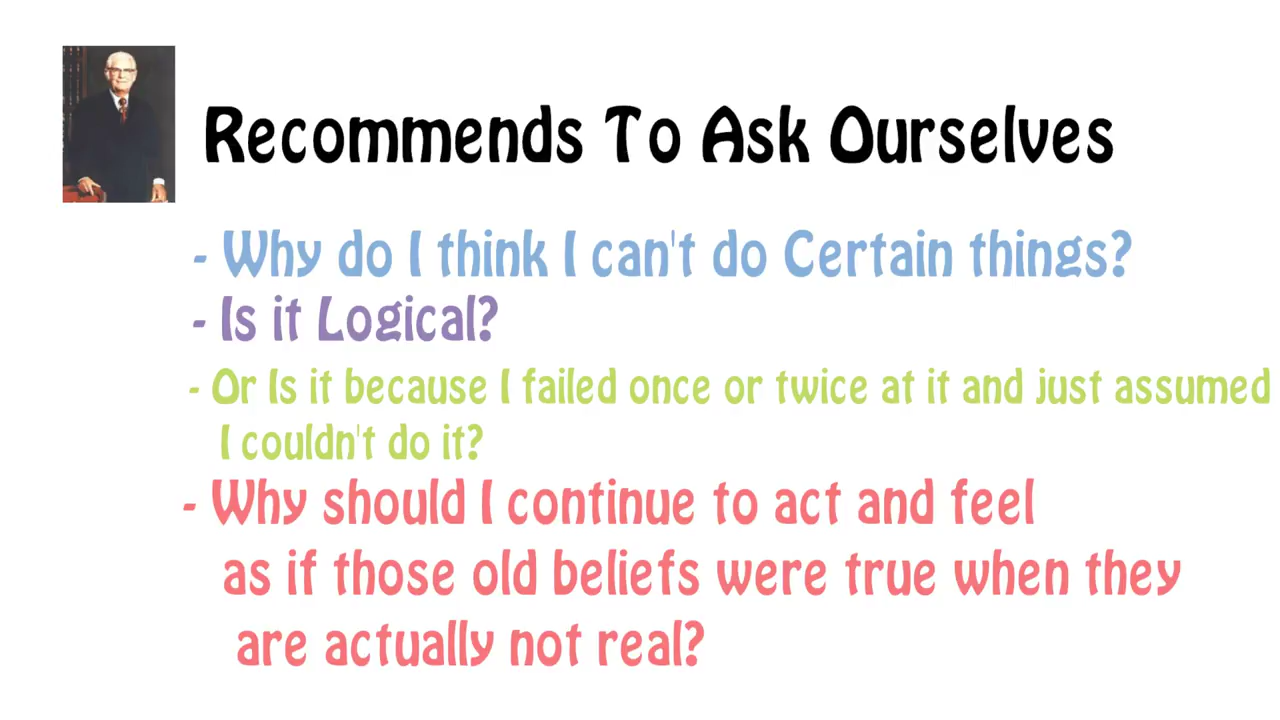 Recommends To Ask Ourselves
- Why do I think I can't do Certain things?
- Is it Logical?
- Or Is it because I failed once or twice at it and just assumed
I couldn't do it?
- Why should I continue to act and feel
as if those old beliefs were true when they
are actually not real?